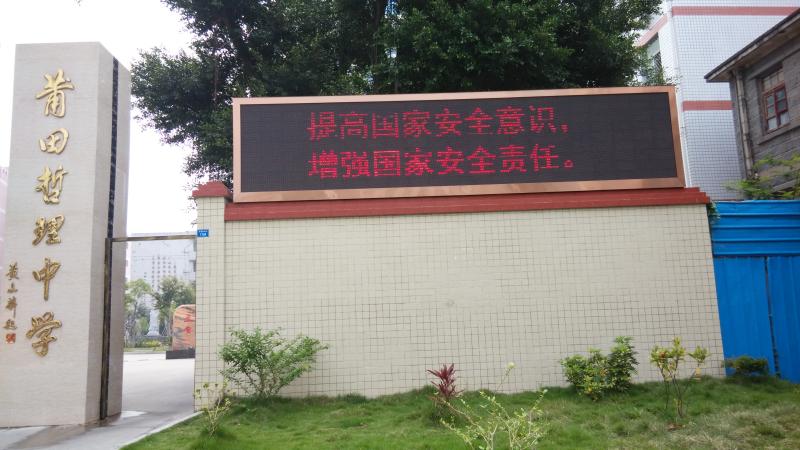 莆田哲理中学
提高国家安全意识，
增强国家安全责任。